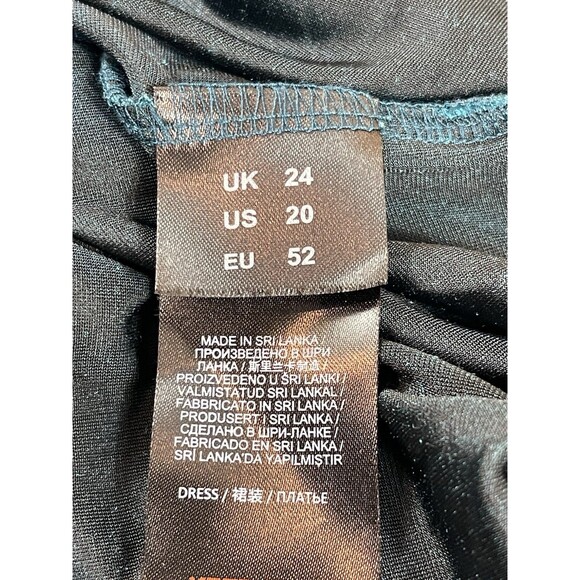 UK 24
US 20
EU 52
MADE IN SRI LANKA /
ПРОИЗВЕДЕНО В ШРИ
ЛАНКА / 斯里兰卡制造 /
PROIZVEDENO U ŠRI LANKI /
VALMISTATUD SRI LANKAL
FABBRICATO IN SRI LANKA /
PRODUSERT I SRI LANKA /
СДЕЛАНО В ШРИ-ЛАНКЕ /
FABRICADO EN SRI LANKA /
SRİ LANKA'DA YAPILMIŞTIR
DRESS / 裙装 / ПЛАТЬЕ